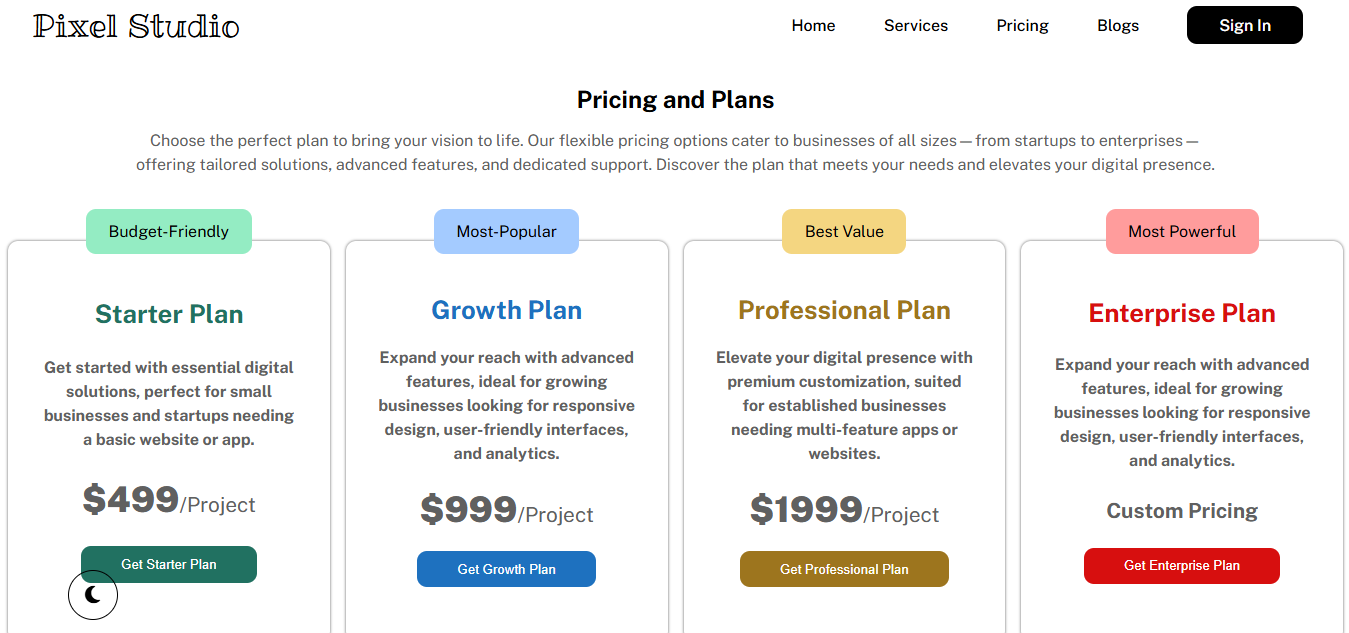 Pixel Studio
Home
Services
Pricing
Blogs
Sign In
Pricing and Plans
Choose the perfect plan to bring your vision to life. Our flexible pricing options cater to businesses of all sizes—from startups to enterprises—
offering tailored solutions, advanced features, and dedicated support. Discover the plan that meets your needs and elevates your digital presence.
Budget-Friendly
Starter Plan
Get started with essential digital
solutions, perfect for small
businesses and startups needing
a basic website or app.
$499/Project
Get Starter Plan
Most-Popular
Growth Plan
Expand your reach with advanced
features, ideal for growing
businesses looking for responsive
design, user-friendly interfaces,
and analytics.
$999/Project
Get Growth Plan
Best Value
Professional Plan
Elevate your digital presence with
premium customization, suited
for established businesses
needing multi-feature apps or
websites.
$1999/Project
Get Professional Plan
Most Powerful
Enterprise Plan
Expand your reach with advanced
features, ideal for growing
businesses looking for responsive
design, user-friendly interfaces,
and analytics.
Custom Pricing
Get Enterprise Plan